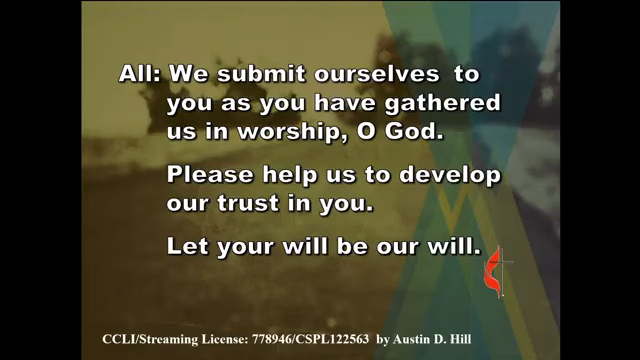 All: We submit ourselves to
you as you have gathered
us in worship, O God.
Please help us to develop
our trust in you.
Let your will be our will.
CCLI/Streaming License: 778946/CSPL122563 by Austin D. Hill